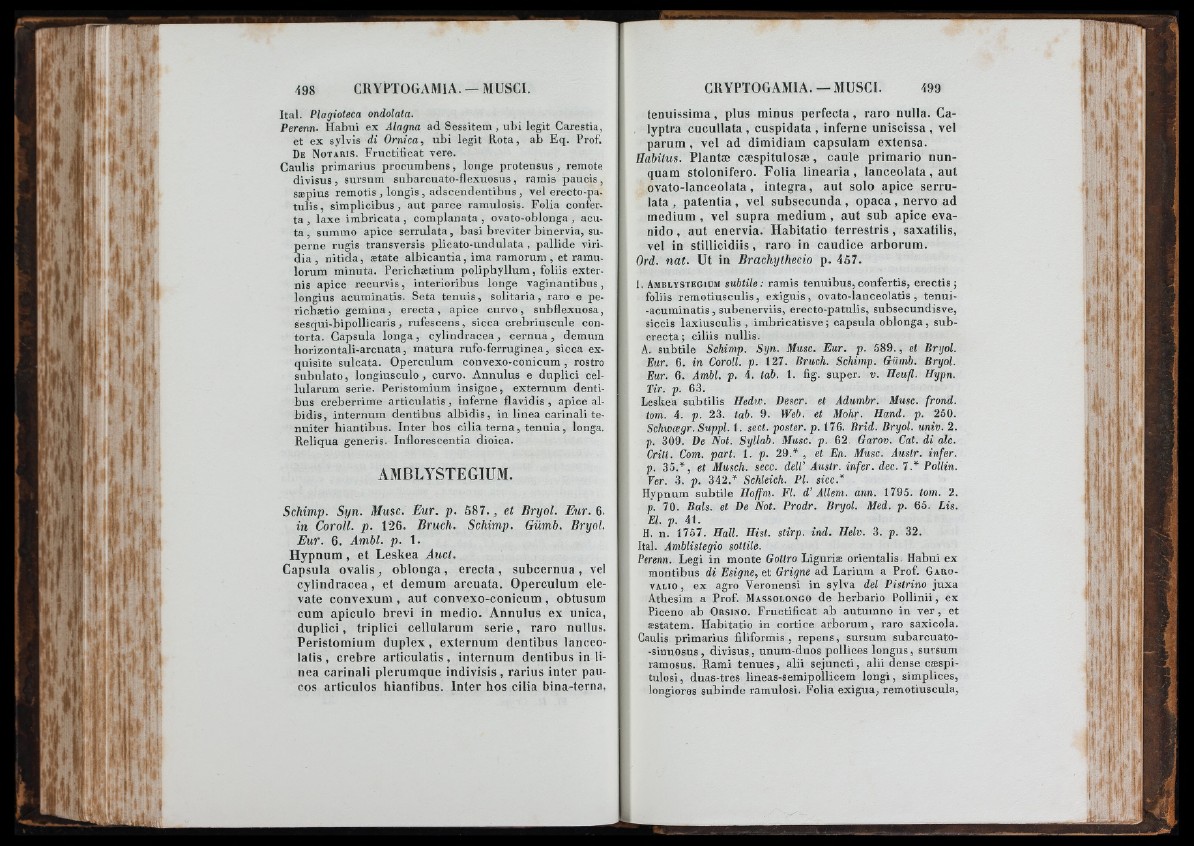 498 CRYPTOGAMIA. — MUSCI.
Ital. Plagioteca ondolata.
Perenn. Habui ex Alagna ad Sessitem, ubi legit Carestia,
et ex sylvis di Ornica, ubi legit Rota, ab Eq. Prof.
DE NOTARIS. Fructificat vere.
Caulis primarius procumbens, longe protensus, remote
divisus, sursum subarcuato-flexuosus, ramis paucis,
sæpius remotis, longis, adscendentibus, vel erecto-pa-
tulis, simplicibus, aut parce ramulosis. Folia confer-
ta, laxe imbricata, complanata, ovato-oblonga, acu-
ta, summo apice serrulata, basi breviter binervia, su-
perne rugis transversis plicato-undulata, pallide viri-
dia, nitida, ætate albicantia, ima ramorum, et ramu-
lorum minuta. Perichætium poliphyllum, foliis exter-
nis apice recurvis, interioribus longe vaginantibus,
longius acuminatis. Seta tenuis, solitaria, raro e pe-
richætio gemina, erecta, apice curvo, subflexuosa,
sesqui-bipollicaris, rufescens, sicca crebriuscule con-
torta. Capsula longa, cylindracea, cernua, demum
horizontali-arcuata, matura rufo-ferruginea, sicca ex-
quisite sulcata. Operculum convexo-conicum, rostro
subulato, longiusculo, curvo. Annulus e duplici cel-
lularum serie. Peristomium insigne, externum denti-
bus creberrime articulatis, inferne flavidis, apice al-
bidis, internum dentibus albidis, in linea carinali te-
nuiter hiantibus. Inter hos cilia terna, tenuia, longa.
Reliqua generis. Inflorescentia dioica.
AMBLYSTEGIUM.
Schimp. Syn. Musc. Eur. p. 587., et Bryol. Eur. 6.
in Coroll. p. 126. Bruch. Schimp. Gümb. Bryol.
Eur. 6. Ambl. p. 1.
Hypnum, et Leskea Auct.
Capsula ovalis, oblonga, erecta, subcernua, vel
cylindracea, et demum arcuata. Operculum ele-
vate convexum, aut convexo-conicum, obtusum
cum apiculo brevi in medio. Annulus ex unica,
duplici, triplici cellularum serie, raro nullus.
Peristomium duplex, externum dentibus lanceo-
latis, crebre articulatis, internum dentibus in li-
nea carinali plerumque indivisis, rarius inter pau-
cos articulos hiantibus. Inter hos cilia bina-terna,
CRYPTOGAMIA. — MUSCI. 499
tenuissima, plus minus perfecta, raro nulla. Ca-
lyptra cucullata, cuspidata, inferne uniscissa, vel
parum, vel ad dimidiam capsulam extensa.
Habitus. Plantæ cæspitulosæ, caule primario nun-
quam stolonifero. Folia linearia, lanceolata, aut
ovato-lanceolata, integra, aut solo apice serru-
lata, patentia, vel subsecunda, opaca, nervo ad
medium, vel supra medium, aut sub apice eva-
nido, aut enervia. Habitatio terrestris, saxatilis,
vel in stillicidiis, raro in caudice arborum.
Ord. nat. Ut in Brachythecio p. 457.
1. AMBLYSTEGIUM subtile: ramis tenuibus, confertis, erectis;
foliis remotiusculis, exiguis, ovato-lanceolatis, tenui-
-acuminatis, subenerviis, erecto-patulis, subsecundisve,
siccis laxiusculis, imbricatisve; capsula oblonga, sub-
erecta; ciliis nullis.
A. subtile Schimp. Syn. Musc. Eur. p. 589., et Bryol.
Eur. 6. in Coroll. p. 127. Bruch. Schimp. Gümb. Bryol.
Eur. 6. Ambl. p. 4. tab. 1. fig. super. v. Heufl. Hypn.
Tir. p. 63.
Leskea subtilis Hedw. Descr. et Adumbr. Musc. frond.
tom. 4. p. 23. tab. 9. Web. et Mohr. Hand. p. 250.
Schwægr. Suppl. 1. sect. poster. p. 176. Brid. Bryol. univ. 2.
p. 309. De Not. Syllab. Musc. p. 62. Garov. Cat. di alc.
Critt. Com. part. 1. p. 29.*, et En. Musc. Austr. infer.
p. 35.*, et Musch. secc. dell' Austr. infer. dec. 7.* Pollin.
Ver. 3. p. 342.* Schleich. Pl. sicc.*
Hypnum subtile Hoffm. Fl. d' Allem. ann. 1795. tom. 2.
p. 70. Bals. et De Not. Prodr. Bryol. Med. p. 65. Lis.
El. p. 41.
H. n. 1757. Hall. Hist. stirp. ind. Helv. 3. p. 32.
Ital. Amblistegio sottile.
Perenn. Legi in monte Gottro Liguriæ orientalis. Habui ex
montibus di Esigne, et Grigne ad Larium a Prof. GARO-
VALIO, ex agro Veronensi in sylva del Pistrino juxa
Athesim a Prof. MASSOLONGO de herbario Pollinii, ex
Piceno ab ORSINO. Fructificat ab autumno in ver, et
æstatem. Habitatio in cortice arborum, raro saxicola.
Caulis primarius filiformis, repens, sursum subarcuato-
-sinuosus, divisus, unum-duos pollices longus, sursum
ramosus. Rami tenues, alii sejuncti, alii dense cæspi-
tulosi, duas-tres lineas-semipollicem longi, simplices,
longiores subinde ramulosi. Folia exigua, remotiuscula,